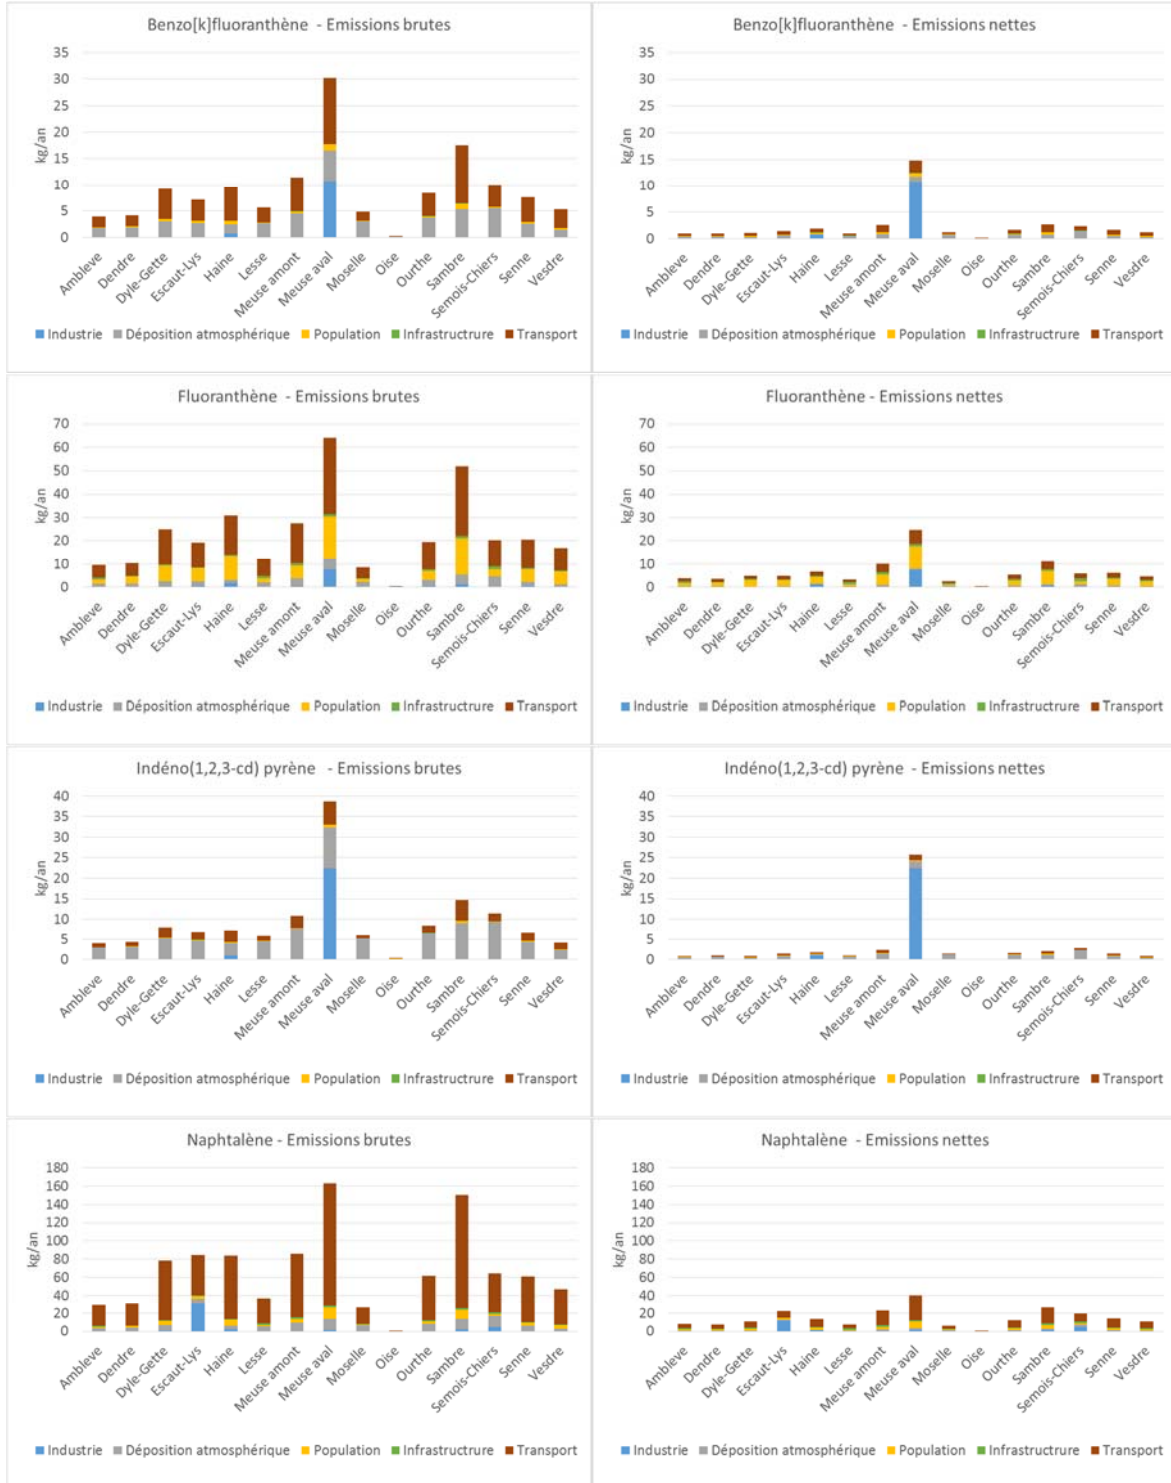 Benzo[k]fluoranthène - Emissions brutes
35
30
25
20
15
10
5
0
kg/an
Ambleve
Dendre
Dyle-Gette
Escaut-Lys
Haine
Lesse
Meuse amont
Meuse aval
Moselle
Oise
Ourthe
Sambre
Semois-Chiers
Senne
Vesdre
Industrie Déposition atmosphérique Population Infrastructrure Transport
Benzo[k]fluoranthène - Emissions nettes
35
30
25
20
15
10
5
0
kg/an
Ambleve
Dendre
Dyle-Gette
Escaut-Lys
Haine
Lesse
Meuse amont
Meuse aval
Moselle
Oise
Ourthe
Sambre
Semois-Chiers
Senne
Vesdre
Industrie Déposition atmosphérique Population Infrastructrure Transport
Fluoranthène - Emissions brutes
70
60
50
40
30
20
10
0
kg/an
Ambleve
Dendre
Dyle-Gette
Escaut-Lys
Haine
Lesse
Meuse amont
Meuse aval
Moselle
Oise
Ourthe
Sambre
Semois-Chiers
Senne
Vesdre
Industrie Déposition atmosphérique Population Infrastructrure Transport
Fluoranthène - Emissions nettes
70
60
50
40
30
20
10
0
kg/an
Ambleve
Dendre
Dyle-Gette
Escaut-Lys
Haine
Lesse
Meuse amont
Meuse aval
Moselle
Oise
Ourthe
Sambre
Semois-Chiers
Senne
Vesdre
Industrie Déposition atmosphérique Population Infrastructrure Transport
Indéno(1,2,3-cd) pyrène - Emissions brutes
40
35
30
25
20
15
10
5
0
kg/an
Ambleve
Dendre
Dyle-Gette
Escaut-Lys
Haine
Lesse
Meuse amont
Meuse aval
Moselle
Oise
Ourthe
Sambre
Semois-Chiers
Senne
Vesdre
Industrie Déposition atmosphérique Population Infrastructrure Transport
Indéno(1,2,3-cd) pyrène - Emissions nettes
40
35
30
25
20
15
10
5
0
kg/an
Ambleve
Dendre
Dyle-Gette
Escaut-Lys
Haine
Lesse
Meuse amont
Meuse aval
Moselle
Oise
Ourthe
Sambre
Semois-Chiers
Senne
Vesdre
Industrie Déposition atmosphérique Population Infrastructrure Transport
Naphtalène - Emissions brutes
180
160
140
120
100
80
60
40
20
0
kg/an
Ambleve
Dendre
Dyle-Gette
Escaut-Lys
Haine
Lesse
Meuse amont
Meuse aval
Moselle
Oise
Ourthe
Sambre
Semois-Chiers
Senne
Vesdre
Industrie Déposition atmosphérique Population Infrastructrure Transport
Naphtalène - Emissions nettes
180
160
140
120
100
80
60
40
20
0
kg/an
Ambleve
Dendre
Dyle-Gette
Escaut-Lys
Haine
Lesse
Meuse amont
Meuse aval
Moselle
Oise
Ourthe
Sambre
Semois-Chiers
Senne
Vesdre
Industrie Déposition atmosphérique Population Infrastructrure Transport